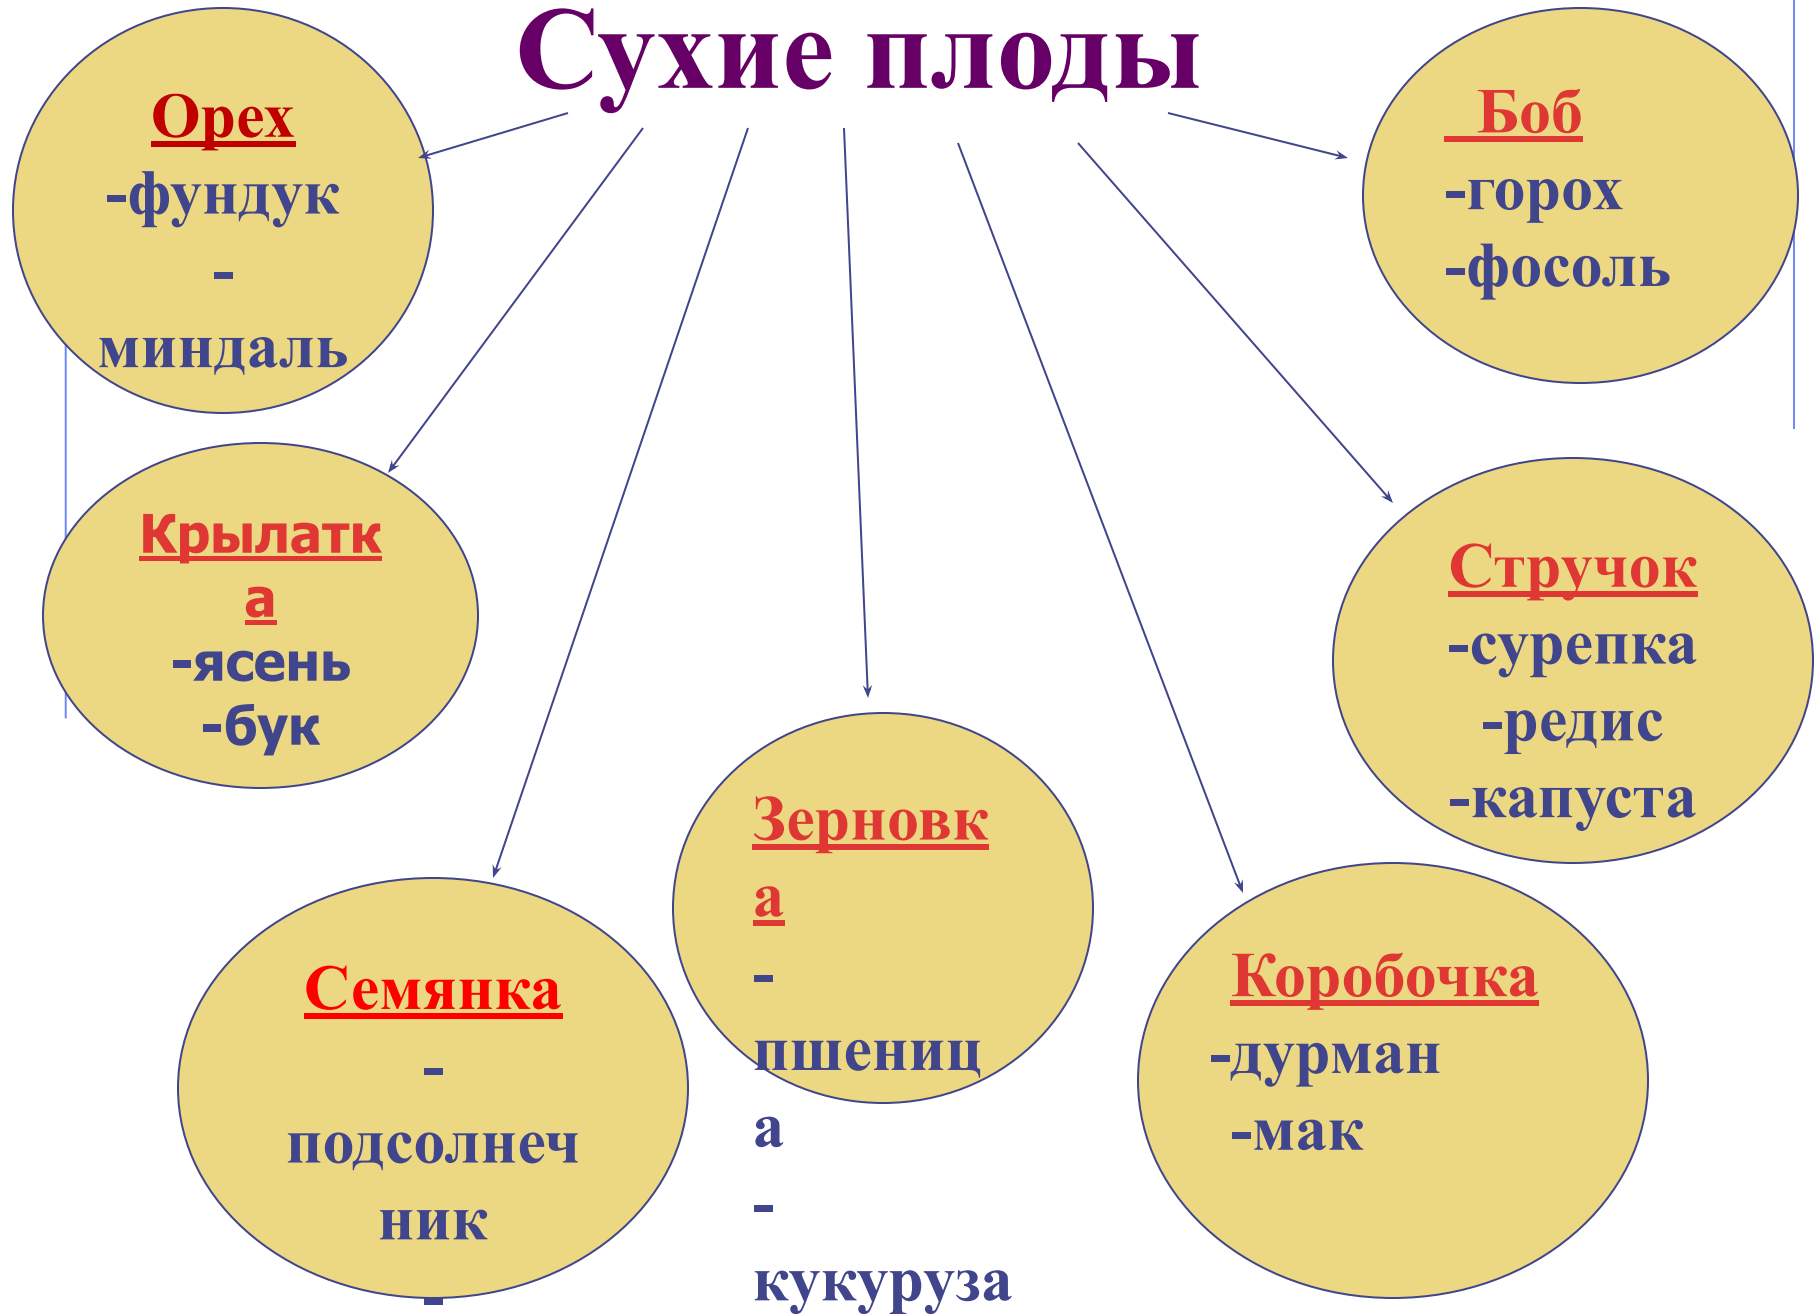 Сухие плоды
Орех
-фундук
-
миндаль
Боб
-горох
-фосоль
Крылатк
а
-ясень
-бук
Стручок
-сурепка
-редис
-капуста
Семянка
-
подсолнеч
ник
-
Зерновк
а
-
пшениц
а
-
кукуруза
Коробочка
-дурман
-мак